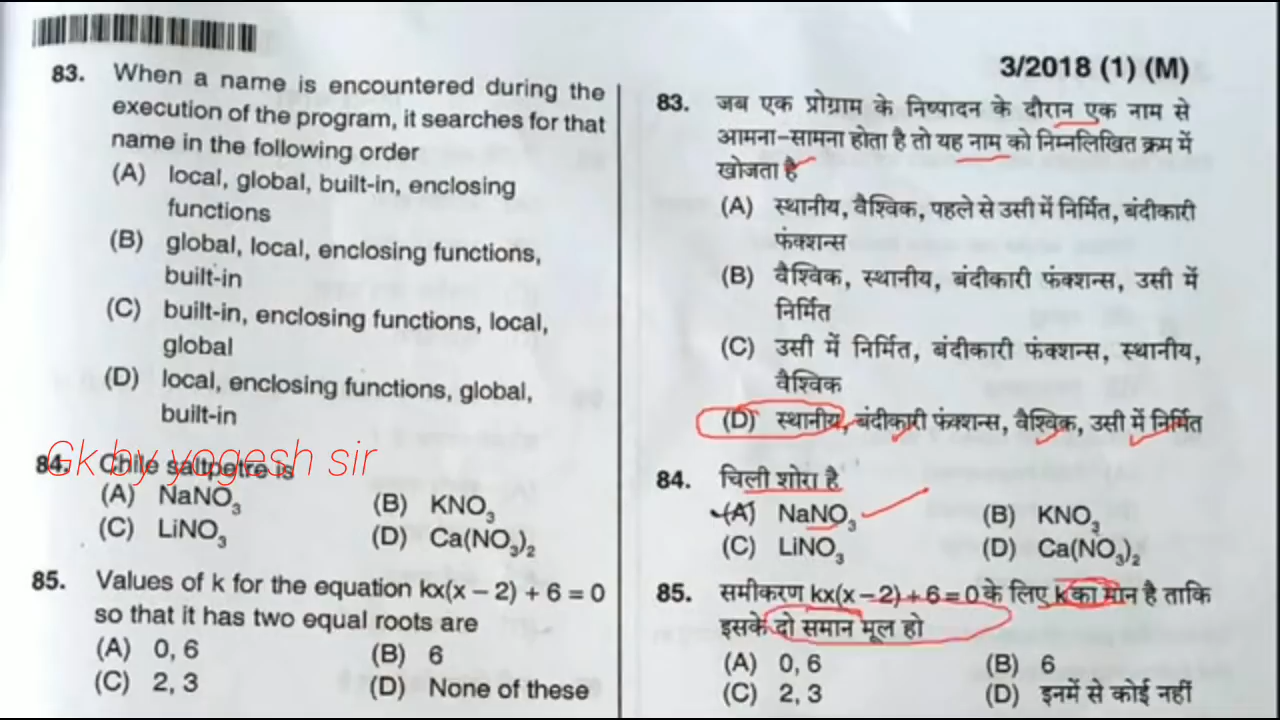 83. When a name is encountered during the
execution of the program, it searches for that
name in the following order
(A) local, global, built-in, enclosing
functions
(B) global, local, enclosing functions,
built-in
(C) built-in, enclosing functions, local,
global
(D) local, enclosing functions, global,
built-in
Gk by yogesh sir
84. Chile saltpetre is
(A) NaNO₃ (B) KNO₃
(C) LiNO₃ (D) Ca(NO₃)₂
85. Values of k for the equation kx(x – 2) + 6 = 0
so that it has two equal roots are
(A) 0, 6 (B) 6
(C) 2, 3 (D) None of these
3/2018 (1) (M)
83. जब एक प्रोग्राम के निष्पादन के दौरान एक नाम से
आमना-सामना होता है तो यह नाम को निम्नलिखित क्रम में
खोजता है
(A) स्थानीय, वैश्विक, पहले से उसी में निर्मित, बंदीकारी
फंक्शन्स
(B) वैश्विक, स्थानीय, बंदीकारी फंक्शन्स, उसी में
निर्मित
(C) उसी में निर्मित, बंदीकारी फंक्शन्स, स्थानीय,
वैश्विक
(D) स्थानीय, बंदीकारी फंक्शन्स, वैश्विक, उसी में निर्मित
84. चिली शोरा है
(A) NaNO₃ (B) KNO₃
(C) LiNO₃ (D) Ca(NO₃)₂
85. समीकरण kx(x – 2) + 6 = 0 के लिए k का मान है ताकि
इसके दो समान मूल हो
(A) 0, 6 (B) 6
(C) 2, 3 (D) इनमें से कोई नहीं